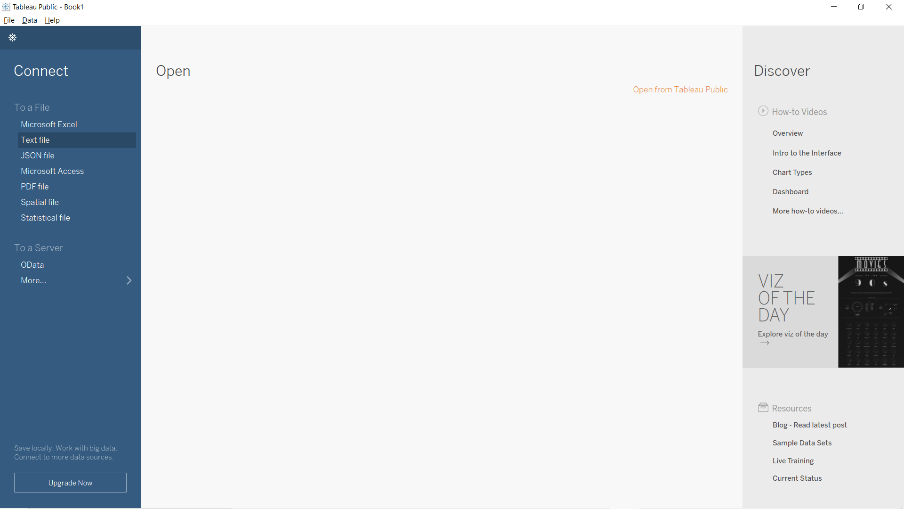 Tableau Public - Book1
File Data Help
Connect
To a File
Microsoft Excel
Text file
JSON file
Microsoft Access
PDF file
Spatial file
Statistical file
To a Server
OData
More...
Save locally. Work with big data.
Connect to more data sources.
Upgrade Now
Open
Open from Tableau Public
Discover
How-to Videos
Overview
Intro to the Interface
Chart Types
Dashboard
More how-to videos...
VIZ
OF THE
DAY
Explore viz of the day
→
MOVIES
Resources
Blog - Read latest post
Sample Data Sets
Live Training
Current Status